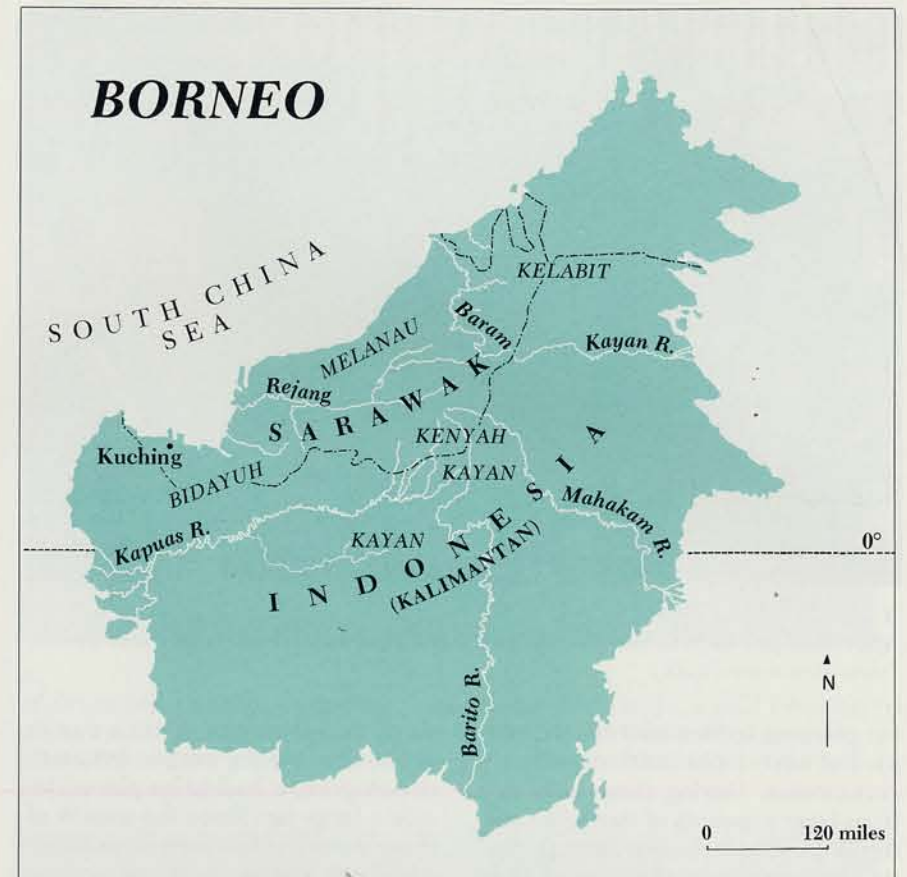 BORNEO
SOUTH CHINA
SEA
KELABIT
Baram
Kayan R.
MELANAU
Rejang
SARAWAK
KENYAH
Kuching
KAYAN
BIDAYUH
Mahakam R.
Kapuas R.
KAYAN
INDONESIA
(KALIMANTAN)
0°
N
Barito R.
0 120 miles